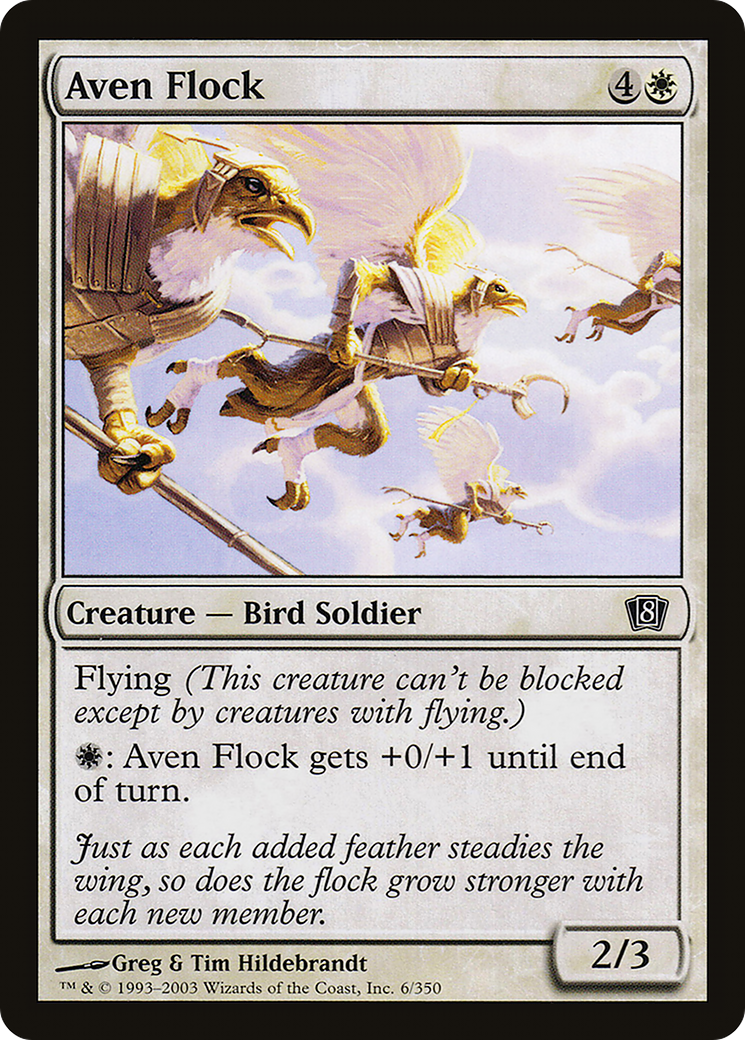 Aven Flock 4
Creature — Bird Soldier 8
Flying (This creature can't be blocked
except by creatures with flying.)
: Aven Flock gets +0/+1 until end
of turn.
Just as each added feather steadies the
wing, so does the flock grow stronger with
each new member.
2/3
Greg & Tim Hildebrandt
™ & © 1993–2003 Wizards of the Coast, Inc. 6/350